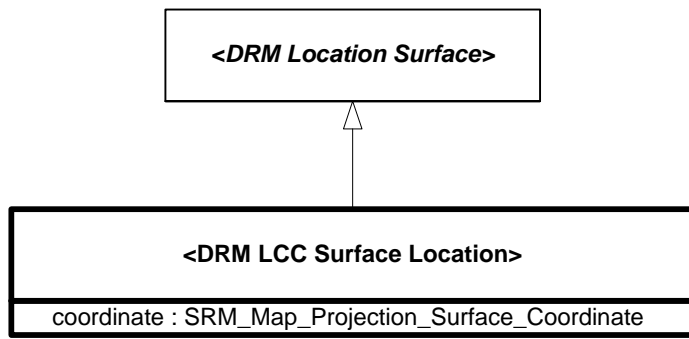 <DRM Location Surface>
<DRM LCC Surface Location>
coordinate : SRM_Map_Projection_Surface_Coordinate